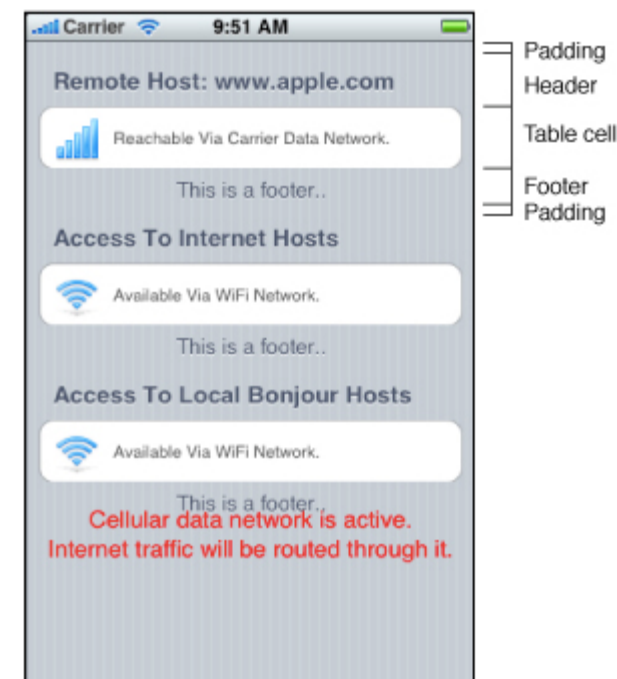 Carrier 9:51 AM
Padding
Remote Host: www.apple.com
Header
Reachable Via Carrier Data Network.
Table cell
This is a footer..
Footer
Padding
Access To Internet Hosts
Available Via WiFi Network.
This is a footer..
Access To Local Bonjour Hosts
Available Via WiFi Network.
This is a footer..
Cellular data network is active.
Internet traffic will be routed through it.